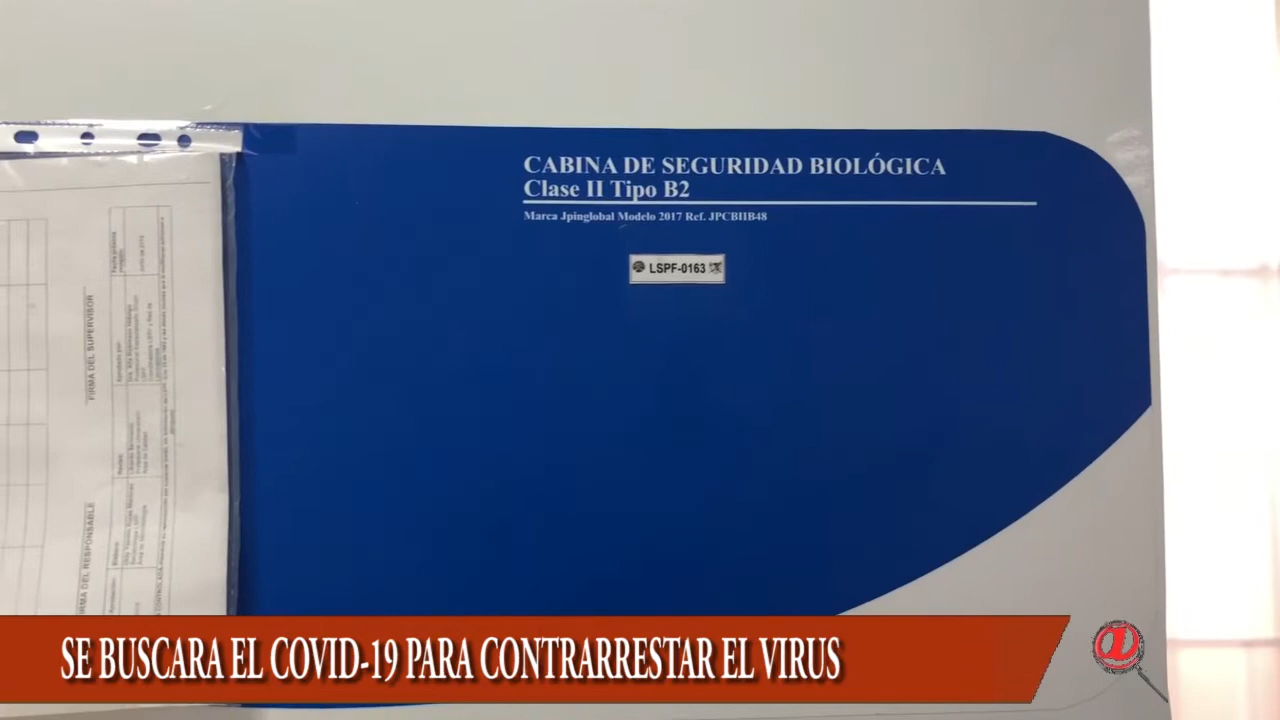 CABINA DE SEGURIDAD BIOLÓGICA
Clase II Tipo B2
Marca Jpinglobal Modelo 2017 Ref. JPCBIIB48
LSPF-0163
FIRMA DEL SUPERVISOR
RMA DEL RESPONSABLE
SE BUSCARA EL COVID-19 PARA CONTRARRESTAR EL VIRUS